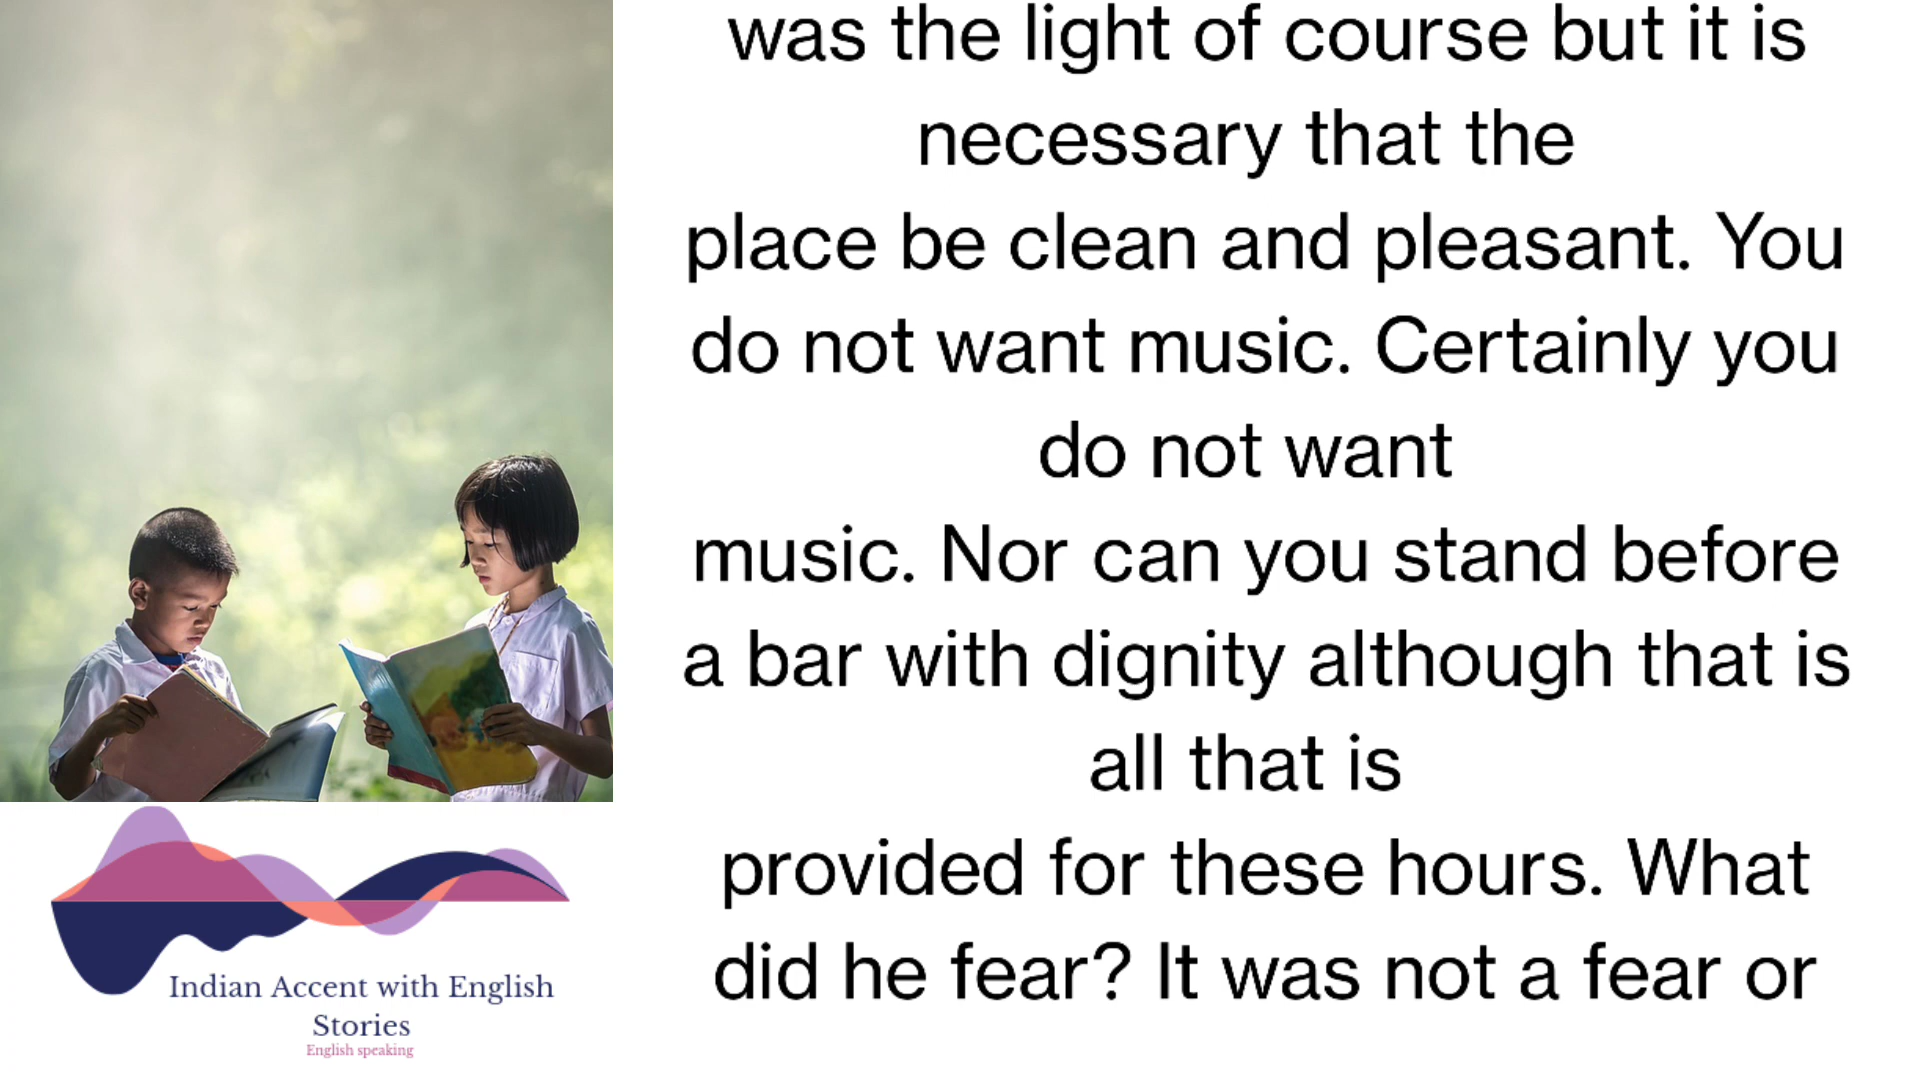 was the light of course but it is
necessary that the
place be clean and pleasant. You
do not want music. Certainly you
do not want
music. Nor can you stand before
a bar with dignity although that is
all that is
provided for these hours. What
did he fear? It was not a fear or
Indian Accent with English
Stories
English speaking